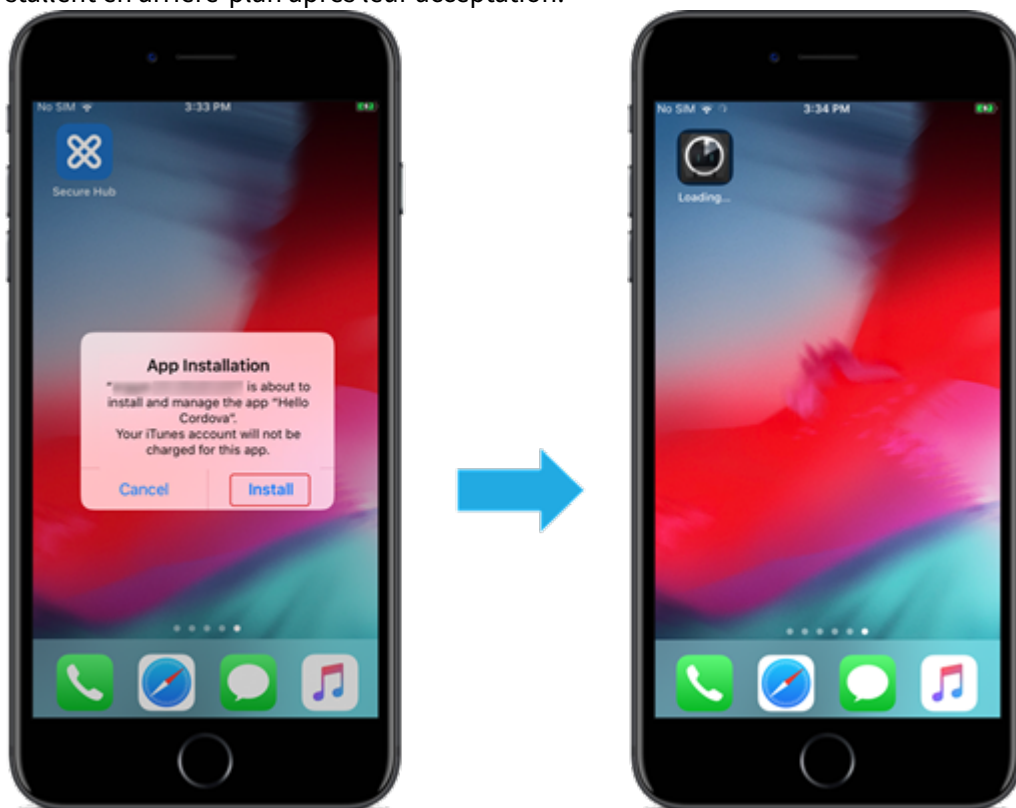 stallent en arrière-plan après leur acceptation.
No SIM 3:33 PM
Secure Hub
App Installation
" is about to
install and manage the app "Hello
Cordova".
Your iTunes account will not be
charged for this app.
Cancel Install
No SIM 3:34 PM
Loading...